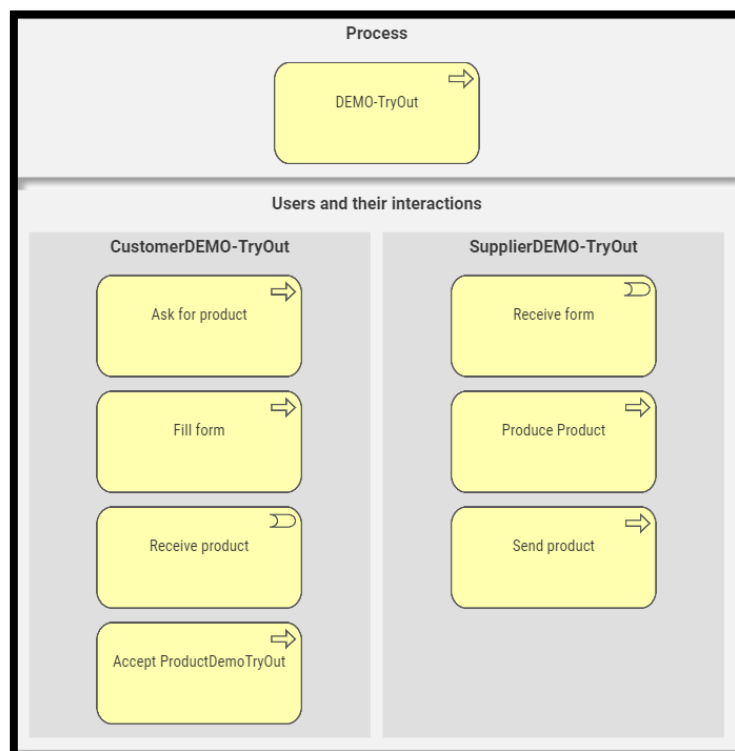 Process
DEMO-TryOut
Users and their interactions
CustomerDEMO-TryOut
Ask for product
Fill form
Receive product
Accept ProductDemoTryOut
SupplierDEMO-TryOut
Receive form
Produce Product
Send product